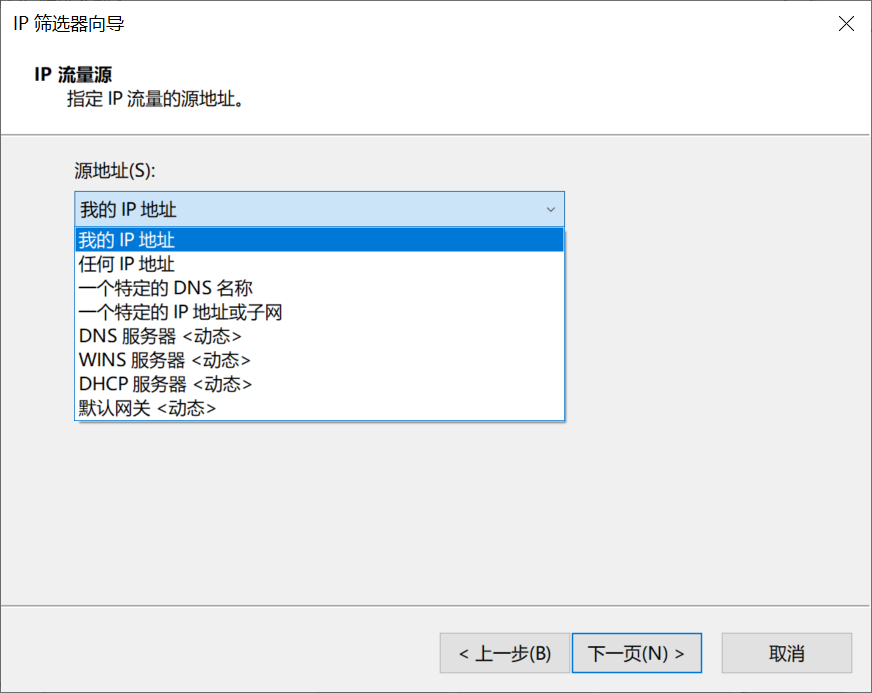 IP 筛选器向导
IP 流量源
指定 IP 流量的源地址。
源地址(S):
我的 IP 地址
我的 IP 地址
任何 IP 地址
一个特定的 DNS 名称
一个特定的 IP 地址或子网
DNS 服务器 <动态>
WINS 服务器 <动态>
DHCP 服务器 <动态>
默认网关 <动态>
< 上一步(B)
下一页(N) >
取消